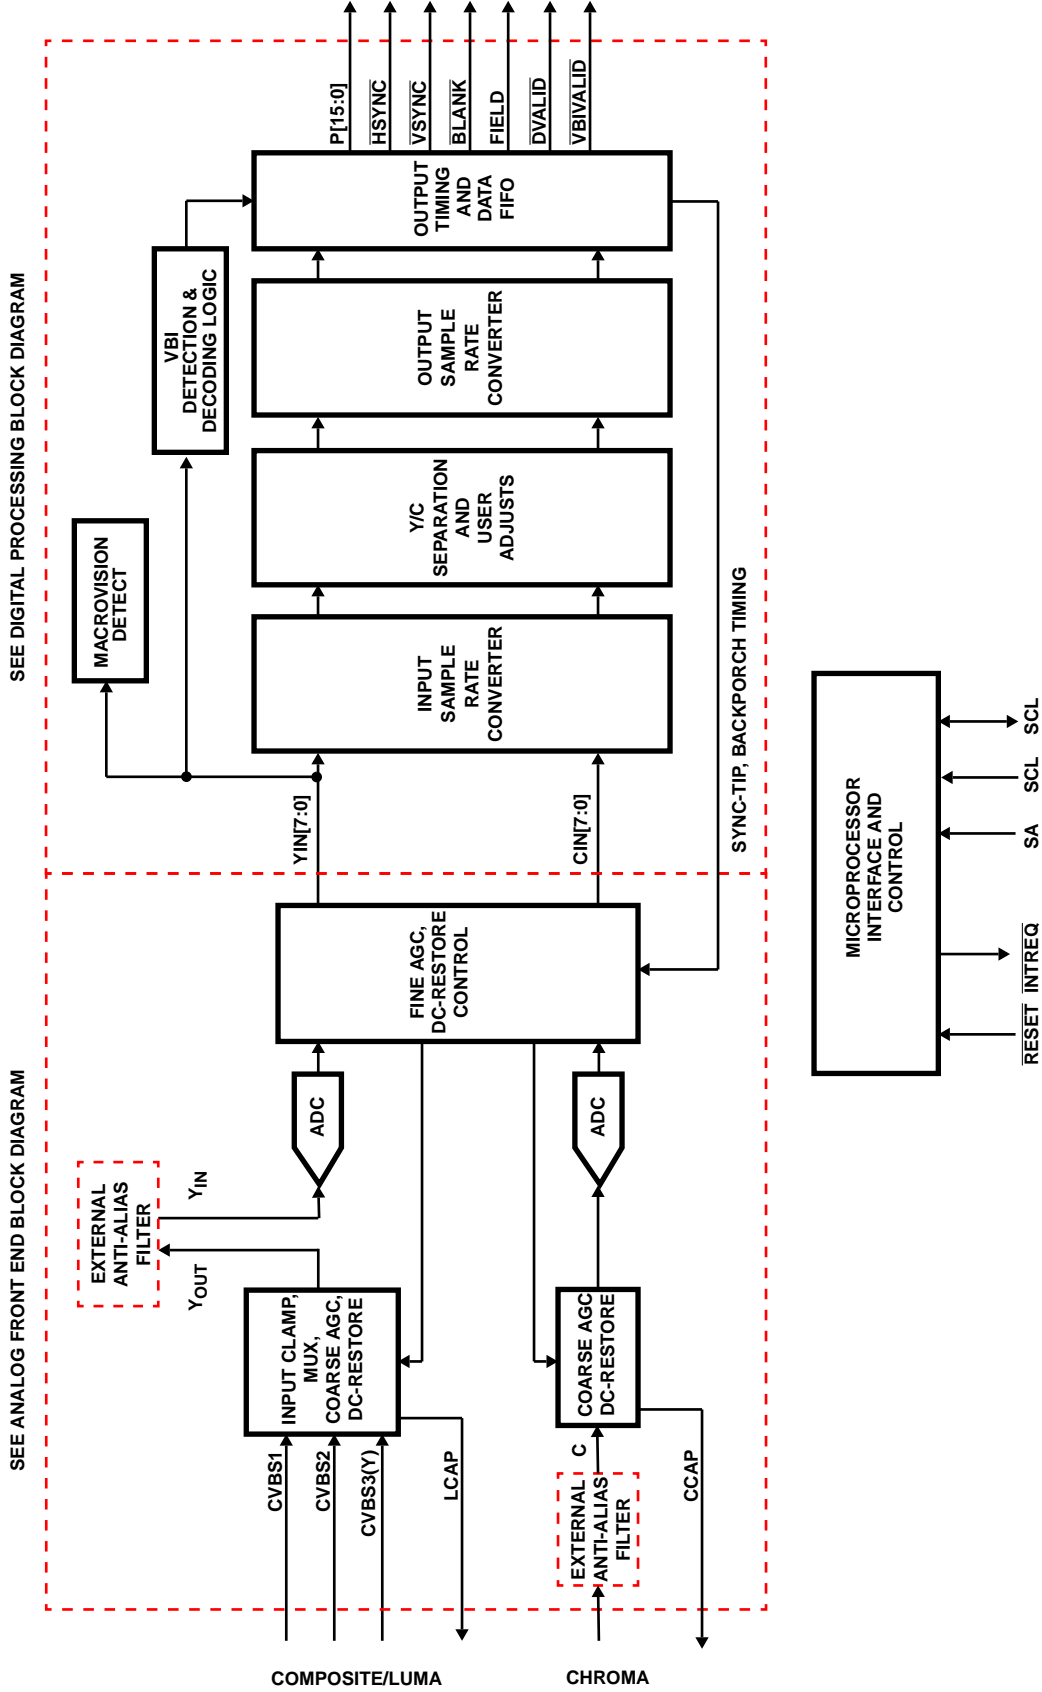 SEE ANALOG FRONT END BLOCK DIAGRAM
SEE DIGITAL PROCESSING BLOCK DIAGRAM
EXTERNAL
ANTI-ALIAS
FILTER
YOUT
YIN
MACROVISION
DETECT
VBI
DETECTION &
DECODING LOGIC
COMPOSITE/LUMA
CVBS1
CVBS2
CVBS3(Y)
LCAP
INPUT CLAMP,
MUX,
COARSE AGC,
DC-RESTORE
ADC
FINE AGC,
DC-RESTORE
CONTROL
YIN[7:0]
CIN[7:0]
INPUT
SAMPLE
RATE
CONVERTER
Y/C
SEPARATION
AND
USER
ADJUSTS
OUTPUT
SAMPLE
RATE
CONVERTER
OUTPUT
TIMING
AND
DATA
FIFO
P[15:0]
HSYNC
VSYNC
BLANK
FIELD
DVALID
VBIVALID
CHROMA
EXTERNAL
ANTI-ALIAS
FILTER
C
COARSE AGC
DC-RESTORE
ADC
CCAP
SYNC-TIP, BACKPORCH TIMING
MICROPROCESSOR
INTERFACE AND
CONTROL
RESET
INTREQ
SA
SCL
SCL